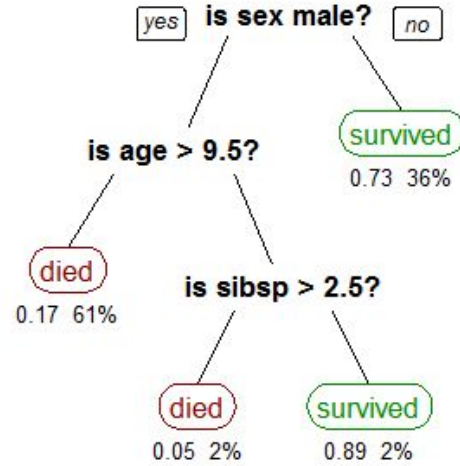 yes is sex male? no
survived
0.73 36%
is age > 9.5?
died
0.17 61%
is sibsp > 2.5?
died survived
0.05 2% 0.89 2%